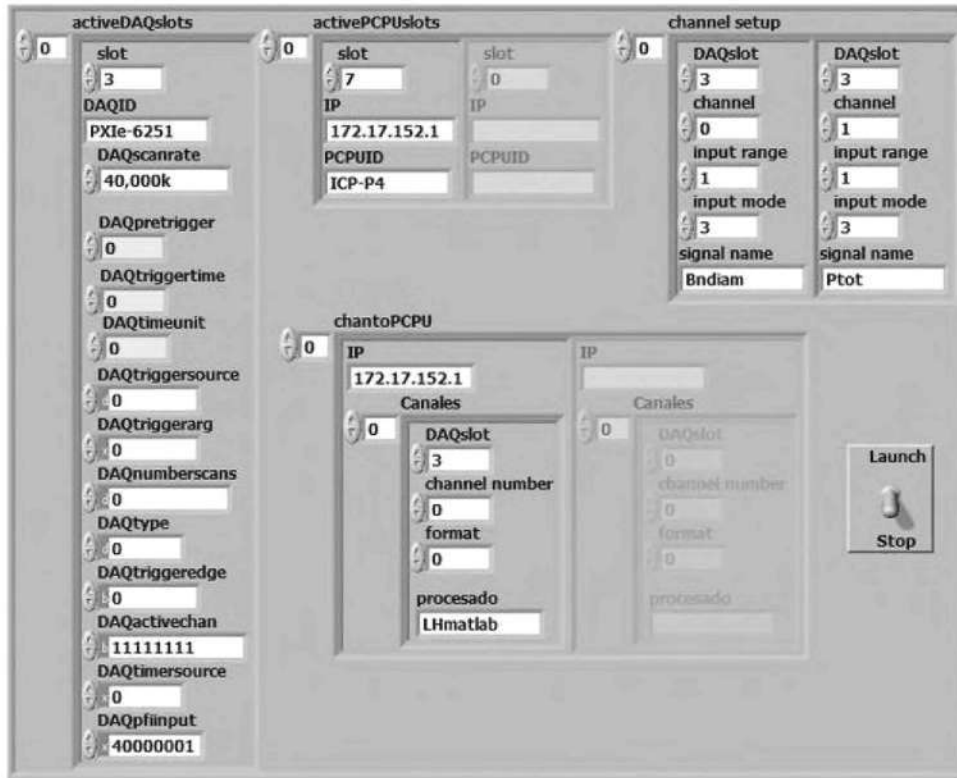 activeDAQslots
0
slot
3
DAQID
PXIe-6251
DAQscanrate
40,000k
DAQpretrigger
0
DAQtriggertime
0
DAQtimeunit
0
DAQtriggersource
0
DAQtriggerarg
0
DAQnumberscans
0
DAQtype
0
DAQtriggeredge
0
DAQactivechan
11111111
DAQtimersource
0
DAQpfiinput
40000001
activePCPUslots
0
slot
7
IP
172.17.152.1
PCPUID
ICP-P4
slot
0
IP
PCPUID
channel setup
0
DAQslot
3
channel
0
input range
1
input mode
3
signal name
Bndiam
DAQslot
3
channel
1
input range
1
input mode
3
signal name
Ptot
chantoPCPU
0
IP
172.17.152.1
Canales
0
DAQslot
3
channel number
0
format
0
procesado
LHmatlab
IP
Canales
0
DAQslot
0
channel number
0
format
0
procesado
Launch
Stop